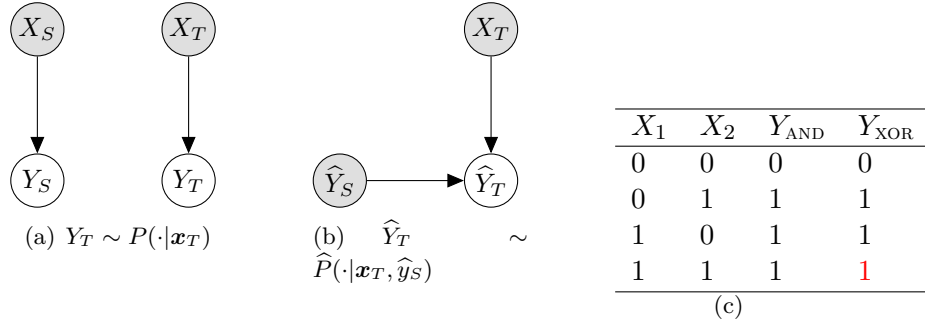 X_S
X_T
Y_S
Y_T
(a) Y_T ∼ P(·|x_T)
X_T
Ŷ_S
Ŷ_T
(b) Ŷ_T ∼
P̂(·|x_T, ŷ_S)
X_1 X_2 Y_AND Y_XOR
0 0 0 0
0 1 1 1
1 0 1 1
1 1 1 1
(c)